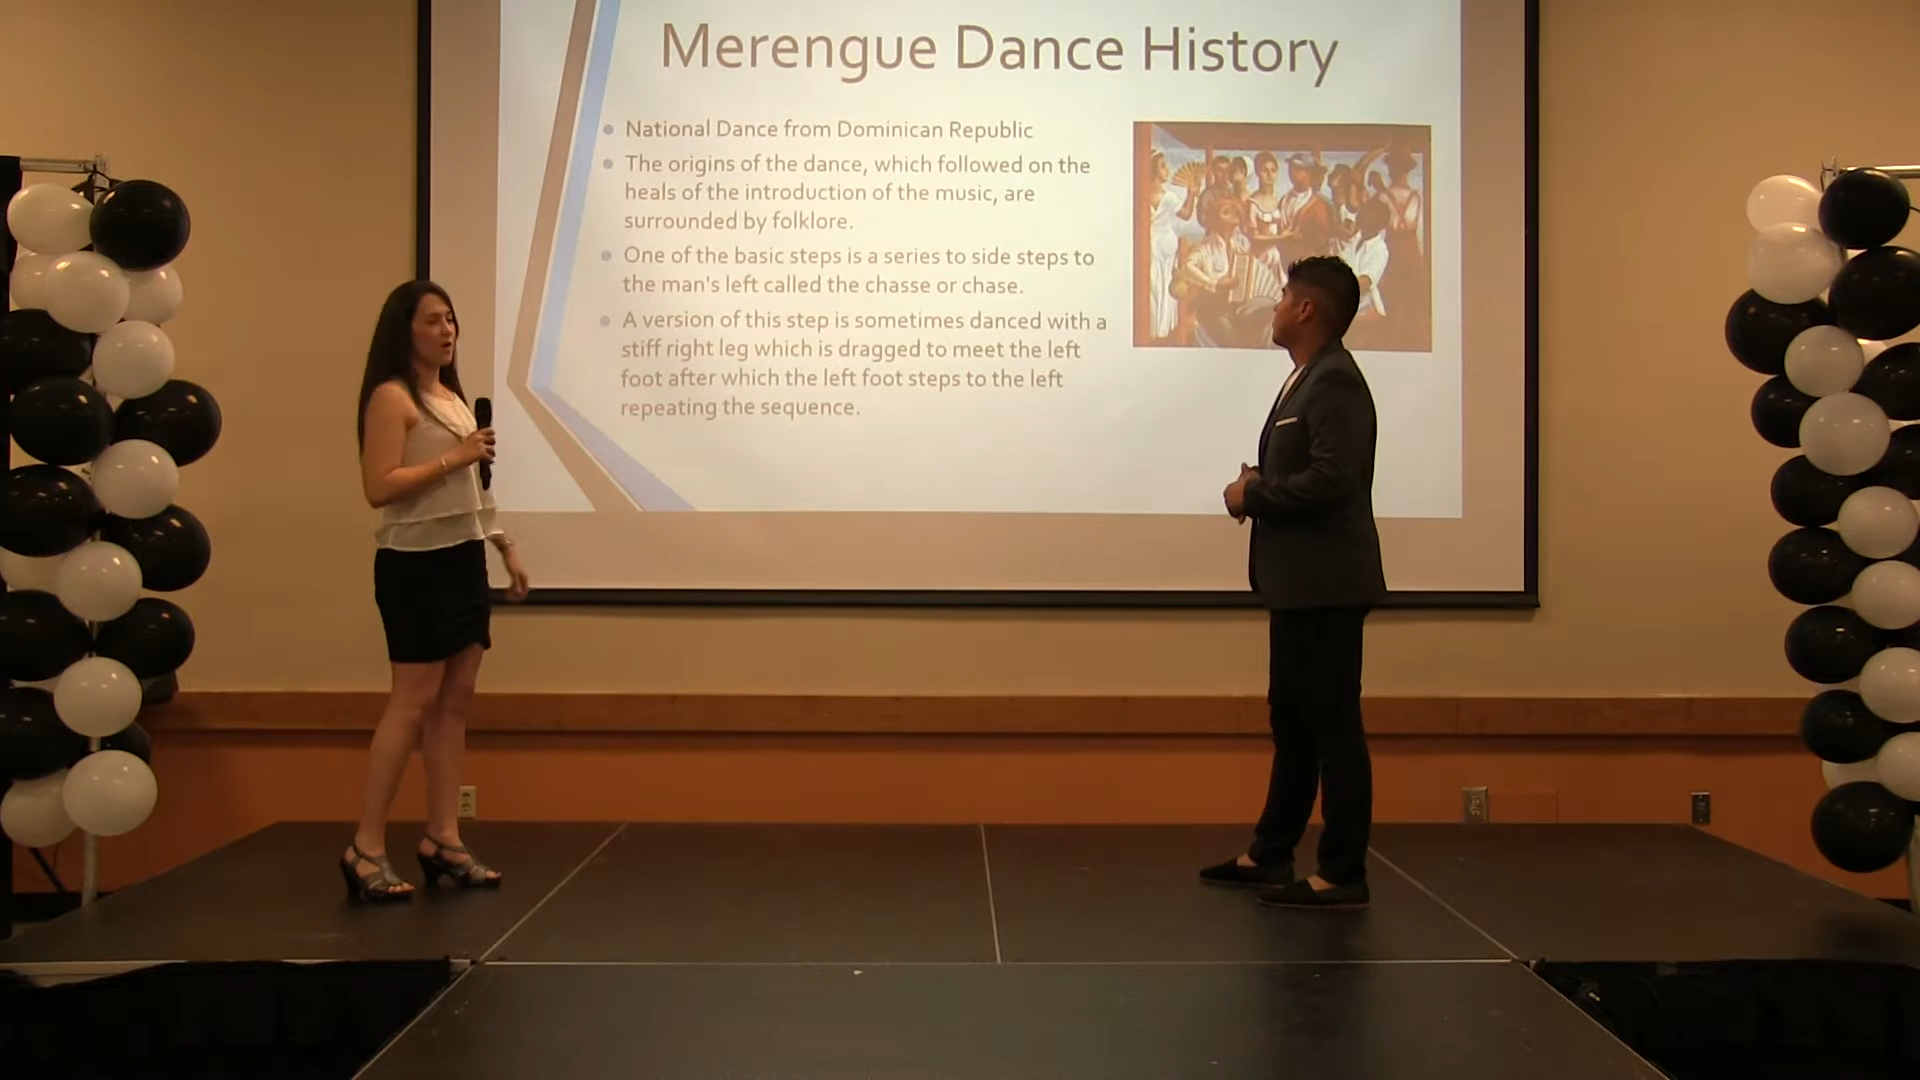 Merengue Dance History
National Dance from Dominican Republic
The origins of the dance, which followed on the
heals of the introduction of the music, are
surrounded by folklore.
One of the basic steps is a series to side steps to
the man's left called the chasse or chase.
A version of this step is sometimes danced with a
stiff right leg which is dragged to meet the left
foot after which the left foot steps to the left
repeating the sequence.